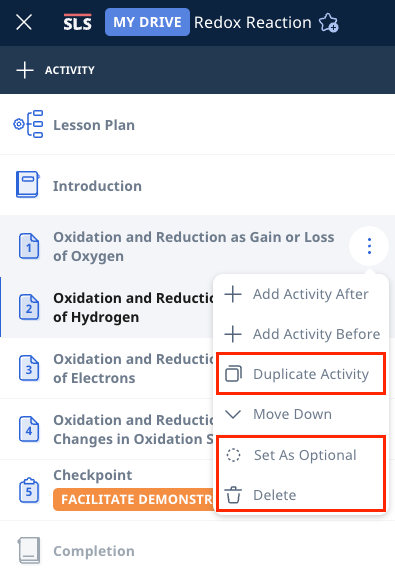 SLS MY DRIVE Redox Reaction
ACTIVITY
Lesson Plan
Introduction
1 Oxidation and Reduction as Gain or Loss
of Oxygen
2 Oxidation and Reductio
of Hydrogen
3 Oxidation and Reductio
of Electrons
4 Oxidation and Reductio
Changes in Oxidation S
Checkpoint
5 FACILITATE DEMONSTR
Completion
Add Activity After
Add Activity Before
Duplicate Activity
Move Down
Set As Optional
Delete